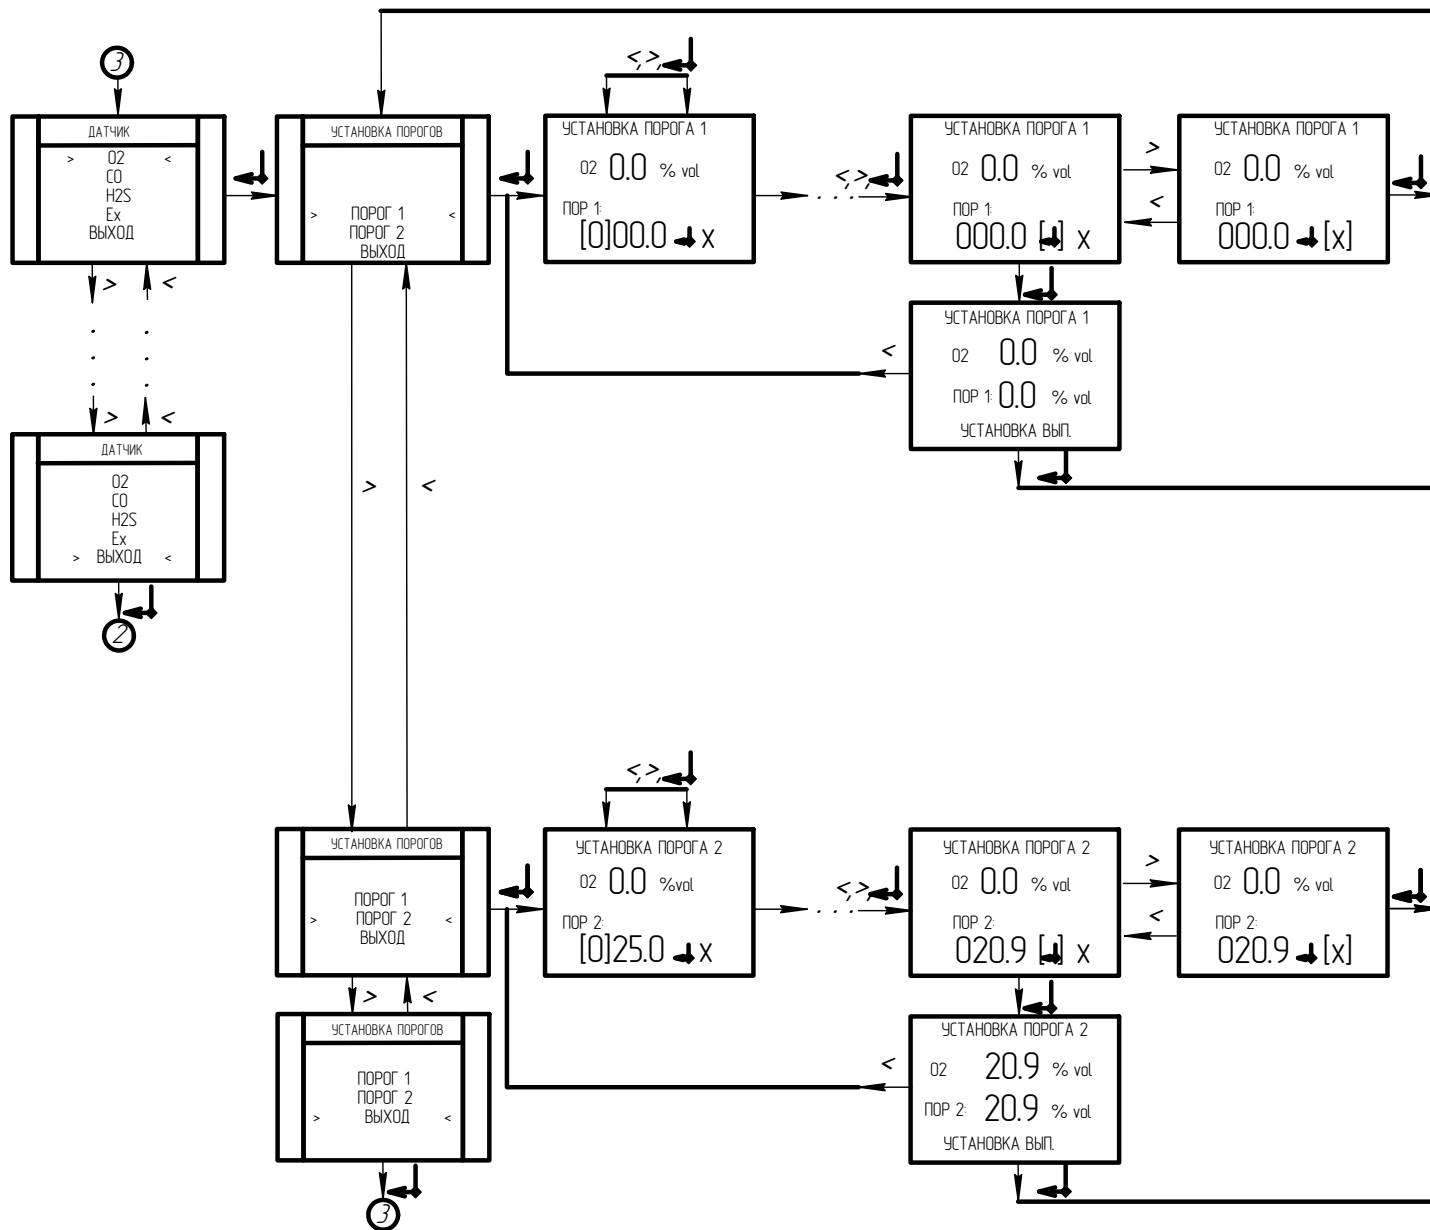 3
ДАТЧИК
> O2 <
CO
H2S
Ex
ВЫХОД
> <
> <
ДАТЧИК
O2
CO
H2S
Ex
> ВЫХОД <
2
УСТАНОВКА ПОРОГОВ
> ПОРОГ 1 <
ПОРОГ 2
ВЫХОД
<,>,
УСТАНОВКА ПОРОГА 1
O2 0.0 % vol
ПОР 1:
[0]00.0 X
. . . <,>,
УСТАНОВКА ПОРОГА 1
O2 0.0 % vol
ПОР 1:
000.0 [ ] X
>
<
УСТАНОВКА ПОРОГА 1
O2 0.0 % vol
ПОР 1:
000.0 [X]
УСТАНОВКА ПОРОГА 1
O2 0.0 % vol
ПОР 1: 0.0 % vol
УСТАНОВКА ВЫП.
<
> <
УСТАНОВКА ПОРОГОВ
ПОРОГ 1
> ПОРОГ 2 <
ВЫХОД
<,>,
УСТАНОВКА ПОРОГА 2
O2 0.0 %vol
ПОР 2:
[0]25.0 X
. . . <,>,
УСТАНОВКА ПОРОГА 2
O2 0.0 % vol
ПОР 2:
020.9 [ ] X
>
<
УСТАНОВКА ПОРОГА 2
O2 0.0 % vol
ПОР 2:
020.9 [X]
УСТАНОВКА ПОРОГА 2
O2 20.9 % vol
ПОР 2: 20.9 % vol
УСТАНОВКА ВЫП.
<
> <
УСТАНОВКА ПОРОГОВ
ПОРОГ 1
ПОРОГ 2
> ВЫХОД <
3